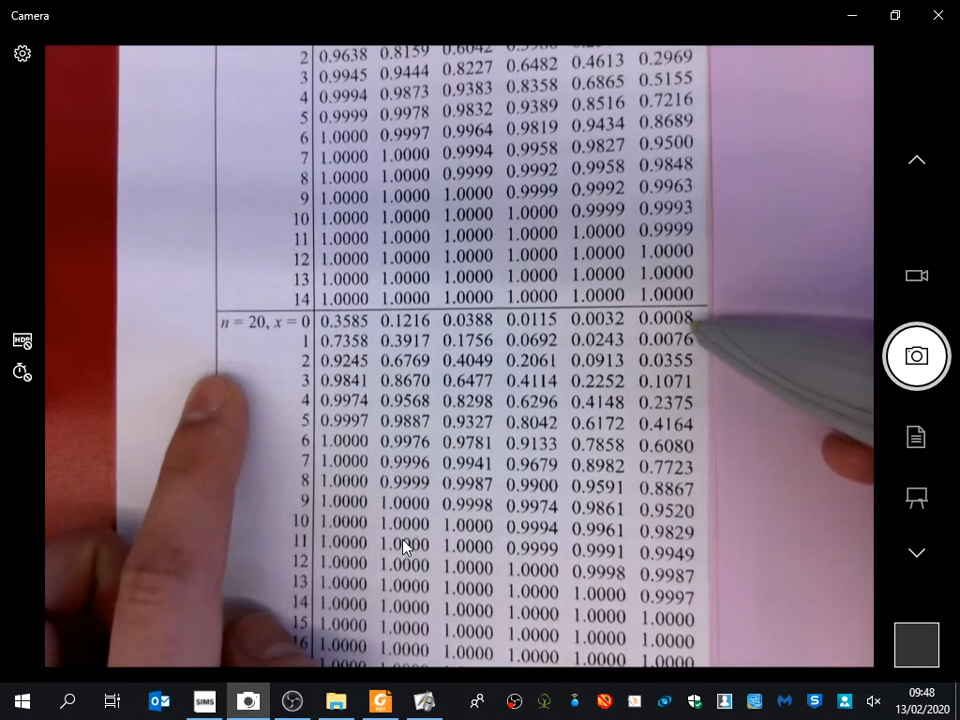 Camera
2 0.9638 0.8159 0.6042
3 0.9945 0.9444 0.8227 0.6482 0.4613 0.2969
4 0.9994 0.9873 0.9383 0.8358 0.6865 0.5155
5 0.9999 0.9978 0.9832 0.9389 0.8516 0.7216
6 1.0000 0.9997 0.9964 0.9819 0.9434 0.8689
7 1.0000 1.0000 0.9994 0.9958 0.9827 0.9500
8 1.0000 1.0000 0.9999 0.9992 0.9958 0.9848
9 1.0000 1.0000 1.0000 0.9999 0.9992 0.9963
10 1.0000 1.0000 1.0000 1.0000 0.9999 0.9993
11 1.0000 1.0000 1.0000 1.0000 1.0000 0.9999
12 1.0000 1.0000 1.0000 1.0000 1.0000 1.0000
13 1.0000 1.0000 1.0000 1.0000 1.0000 1.0000
14 1.0000 1.0000 1.0000 1.0000 1.0000 1.0000
n = 20, x = 0 0.3585 0.1216 0.0388 0.0115 0.0032 0.0008
1 0.7358 0.3917 0.1756 0.0692 0.0243 0.0076
2 0.9245 0.6769 0.4049 0.2061 0.0913 0.0355
3 0.9841 0.8670 0.6477 0.4114 0.2252 0.1071
4 0.9974 0.9568 0.8298 0.6296 0.4148 0.2375
5 0.9997 0.9887 0.9327 0.8042 0.6172 0.4164
6 1.0000 0.9976 0.9781 0.9133 0.7858 0.6080
7 1.0000 0.9996 0.9941 0.9679 0.8982 0.7723
8 1.0000 0.9999 0.9987 0.9900 0.9591 0.8867
9 1.0000 1.0000 0.9998 0.9974 0.9861 0.9520
10 1.0000 1.0000 1.0000 0.9994 0.9961 0.9829
11 1.0000 1.0000 1.0000 0.9999 0.9991 0.9949
12 1.0000 1.0000 1.0000 1.0000 0.9998 0.9987
13 1.0000 1.0000 1.0000 1.0000 1.0000 0.9997
14 1.0000 1.0000 1.0000 1.0000 1.0000 1.0000
15 1.0000 1.0000 1.0000 1.0000 1.0000 1.0000
16 1.0000 1.0000 1.0000 1.0000 1.0000 1.0000
HDR
SIMS
09:48
13/02/2020